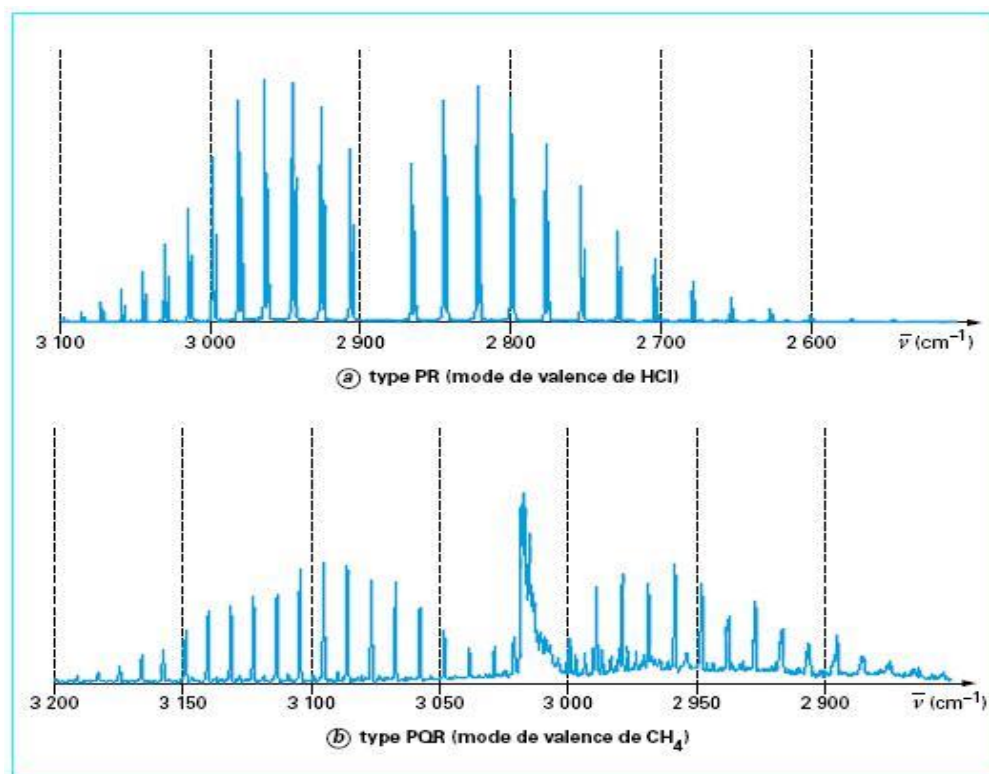 3 100 3 000 2 900 2 800 2 700 2 600 ν̅ (cm⁻¹)
ⓐ type PR (mode de valence de HCl)
3 200 3 150 3 100 3 050 3 000 2 950 2 900 ν̅ (cm⁻¹)
ⓑ type PQR (mode de valence de CH₄)